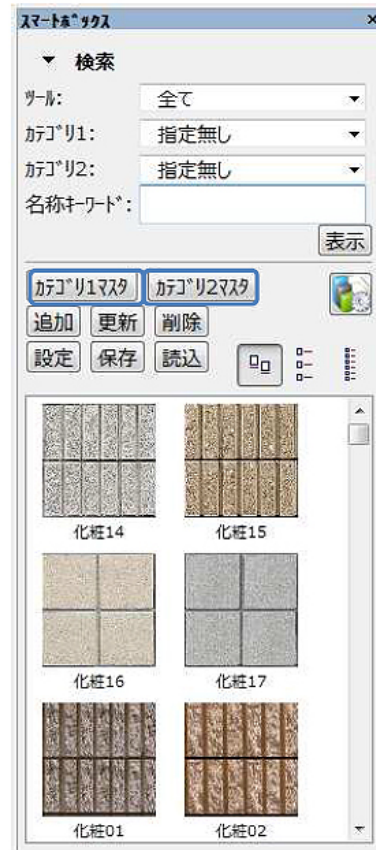 スマートボックス ×
▼ 検索
ツール: 全て
カテゴリ1: 指定無し
カテゴリ2: 指定無し
名称キーワード:
表示
カテゴリ1マスタ カテゴリ2マスタ
追加 更新 削除
設定 保存 読込
化粧14 化粧15
化粧16 化粧17
化粧01 化粧02